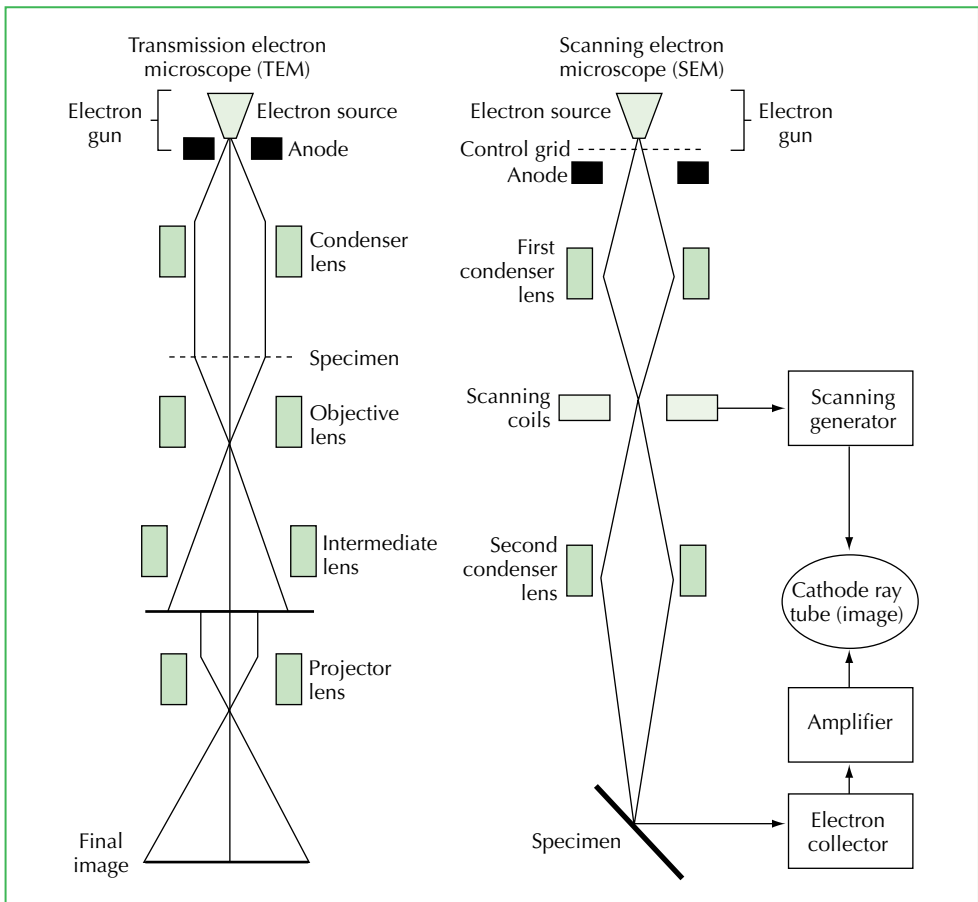 Transmission electron
microscope (TEM)
Electron
gun
Electron source
Anode
Condenser
lens
Specimen
Objective
lens
Intermediate
lens
Projector
lens
Final
image
Scanning electron
microscope (SEM)
Electron source
Electron
gun
Control grid
Anode
First
condenser
lens
Scanning
coils
Scanning
generator
Second
condenser
lens
Cathode ray
tube (image)
Amplifier
Electron
collector
Specimen